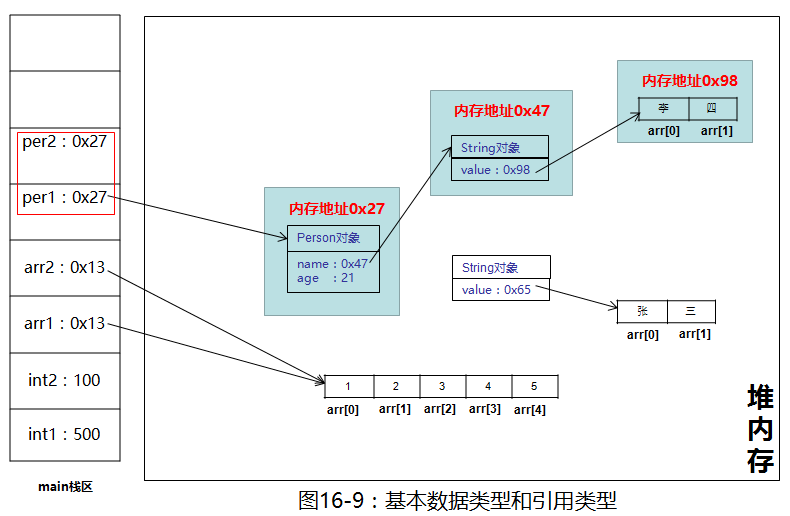 per2：0x27
per1：0x27
arr2：0x13
arr1：0x13
int2：100
int1：500
main栈区
内存地址0x98
李 四
arr[0] arr[1]
内存地址0x47
String对象
value：0x98
内存地址0x27
Person对象
name：0x47
age ：21
String对象
value：0x65
张 三
arr[0] arr[1]
1 2 3 4 5
arr[0] arr[1] arr[2] arr[3] arr[4]
堆
内
存
图16-9：基本数据类型和引用类型